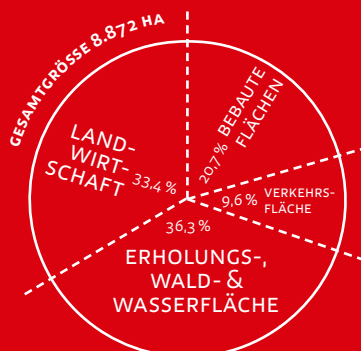 GESAMTGRÖSSE 8.872 HA
20,7 % BEBAUTE
FLÄCHEN
LAND-
WIRT-
SCHAFT 33,4 %
9,6 % VERKEHRS-
FLÄCHE
36,3 %
ERHOLUNGS-,
WALD- &
WASSERFLÄCHE